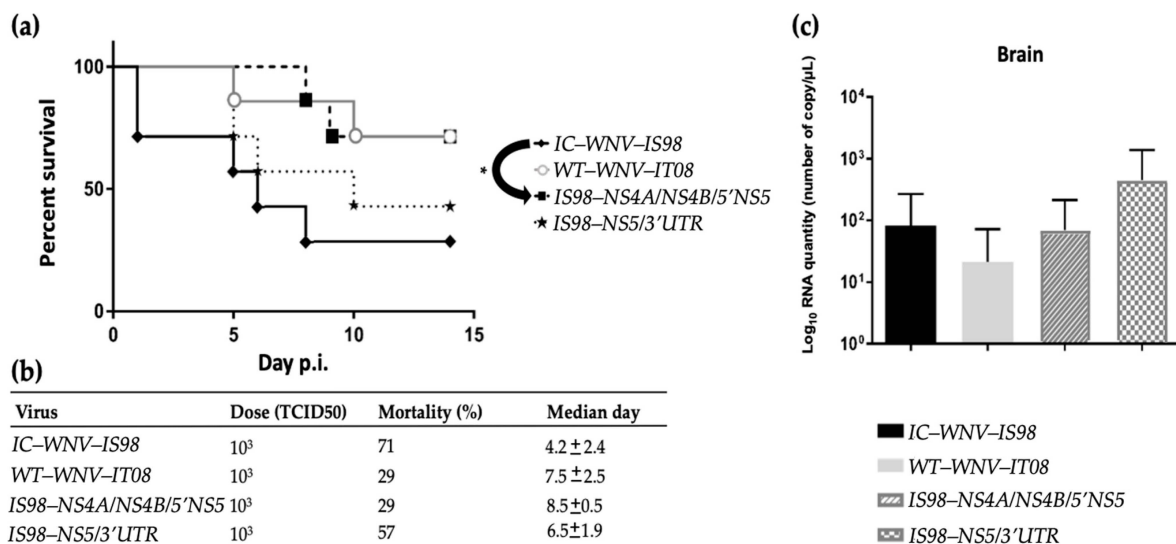 (a)
100
50
0
0 5 10 15
Percent survival
Day p.i.
IC–WNV–IS98
WT–WNV–IT08
IS98–NS4A/NS4B/5’NS5
IS98–NS5/3’UTR
*
(b)
Virus Dose (TCID50) Mortality (%) Median day
IC–WNV–IS98 10³ 71 4.2 ± 2.4
WT–WNV–IT08 10³ 29 7.5 ± 2.5
IS98–NS4A/NS4B/5’NS5 10³ 29 8.5 ±0.5
IS98–NS5/3’UTR 10³ 57 6.5±1.9
(c)
Brain
Log₁₀ RNA quantity (number of copy/µL)
10⁴
10³
10²
10¹
10⁰
IC–WNV–IS98
WT–WNV–IT08
IS98–NS4A/NS4B/5’NS5
IS98–NS5/3’UTR